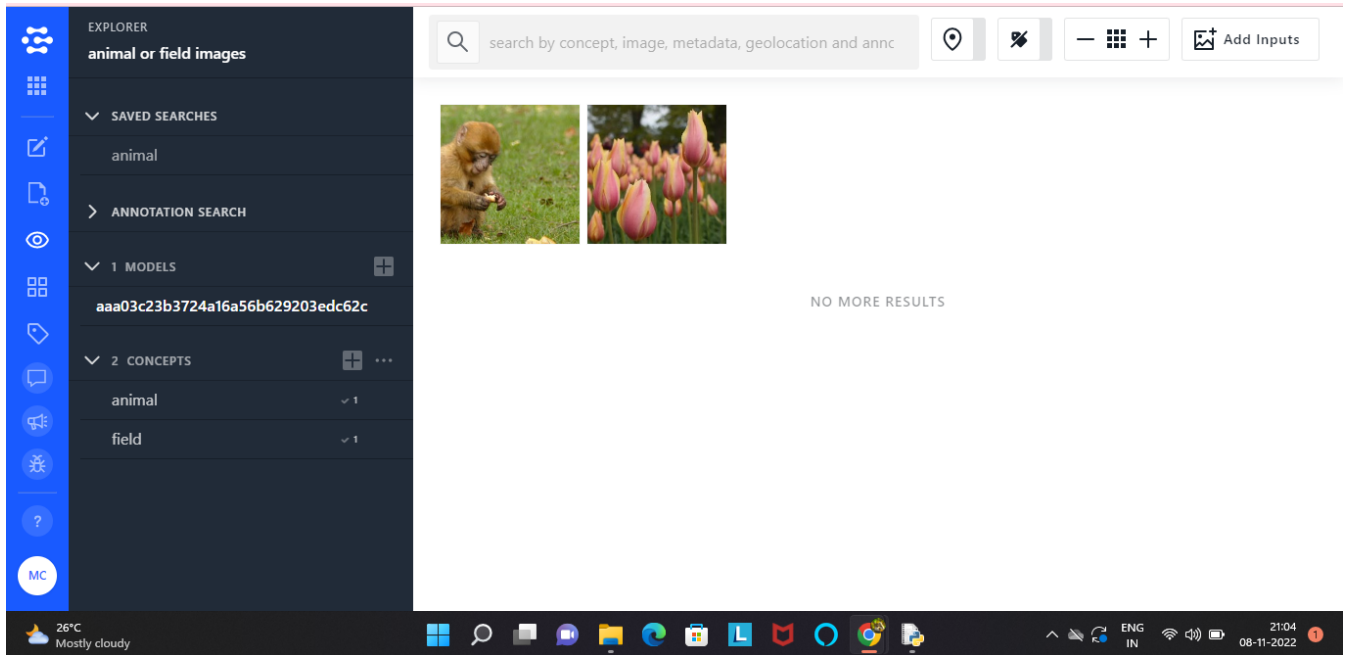 EXPLORER
animal or field images
SAVED SEARCHES
animal
ANNOTATION SEARCH
1 MODELS
aaa03c23b3724a16a56b629203edc62c
2 CONCEPTS
animal 1
field 1
?
MC
search by concept, image, metadata, geolocation and annc
Add Inputs
NO MORE RESULTS
26°C
Mostly cloudy
L
ENG
IN
21:04
08-11-2022
1